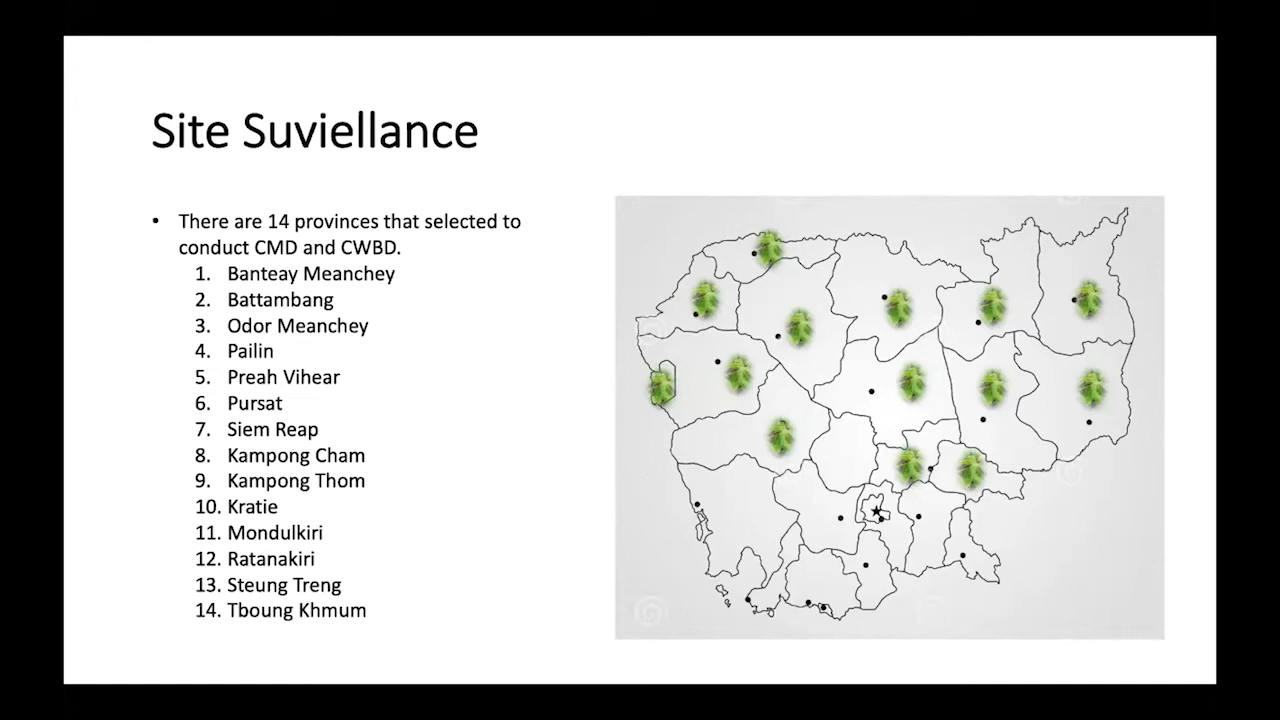 Site Suviellance
• There are 14 provinces that selected to
conduct CMD and CWBD.
1. Banteay Meanchey
2. Battambang
3. Odor Meanchey
4. Pailin
5. Preah Vihear
6. Pursat
7. Siem Reap
8. Kampong Cham
9. Kampong Thom
10. Kratie
11. Mondulkiri
12. Ratanakiri
13. Steung Treng
14. Tboung Khmum